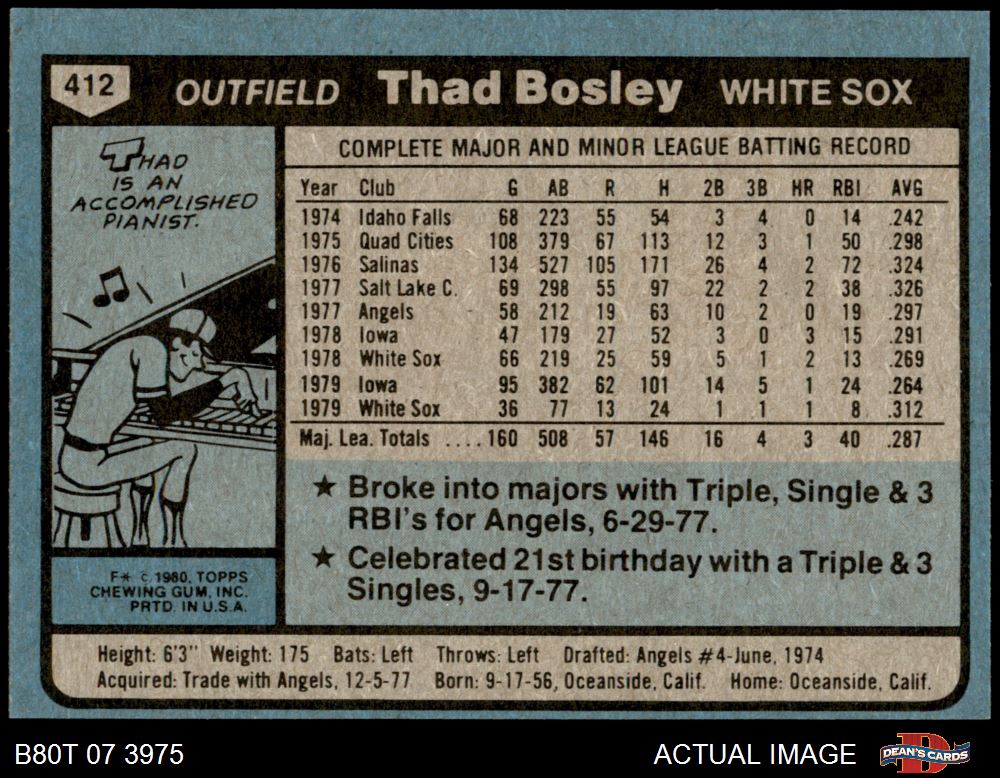 412 OUTFIELD Thad Bosley WHITE SOX
THAD
IS AN
ACCOMPLISHED
PIANIST.
COMPLETE MAJOR AND MINOR LEAGUE BATTING RECORD
Year Club G AB R H 2B 3B HR RBI AVG
1974 Idaho Falls 68 223 55 54 3 4 0 14 .242
1975 Quad Cities 108 379 67 113 12 3 1 50 .298
1976 Salinas 134 527 105 171 26 4 2 72 .324
1977 Salt Lake C. 69 298 55 97 22 2 2 38 .326
1977 Angels 58 212 19 63 10 2 0 19 .297
1978 Iowa 47 179 27 52 3 0 3 15 .291
1978 White Sox 66 219 25 59 5 1 2 13 .269
1979 Iowa 95 382 62 101 14 5 1 24 .264
1979 White Sox 36 77 13 24 1 1 1 8 .312
Maj. Lea. Totals ....160 508 57 146 16 4 3 40 .287
★ Broke into majors with Triple, Single & 3
RBI's for Angels, 6-29-77.
★ Celebrated 21st birthday with a Triple & 3
Singles, 9-17-77.
F* © 1980, TOPPS
CHEWING GUM, INC.
PRTD. IN U.S.A.
Height: 6'3" Weight: 175 Bats: Left Throws: Left Drafted: Angels #4-June, 1974
Acquired: Trade with Angels, 12-5-77 Born: 9-17-56, Oceanside, Calif. Home: Oceanside, Calif.
B80T 07 3975 ACTUAL IMAGE DEAN'S CARDS